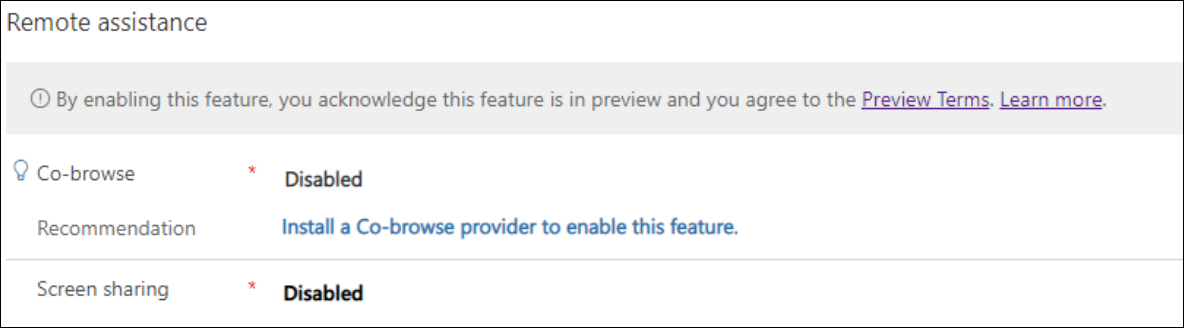 Remote assistance
By enabling this feature, you acknowledge this feature is in preview and you agree to the Preview Terms. Learn more.
Co-browse * Disabled
Recommendation Install a Co-browse provider to enable this feature.
Screen sharing * Disabled